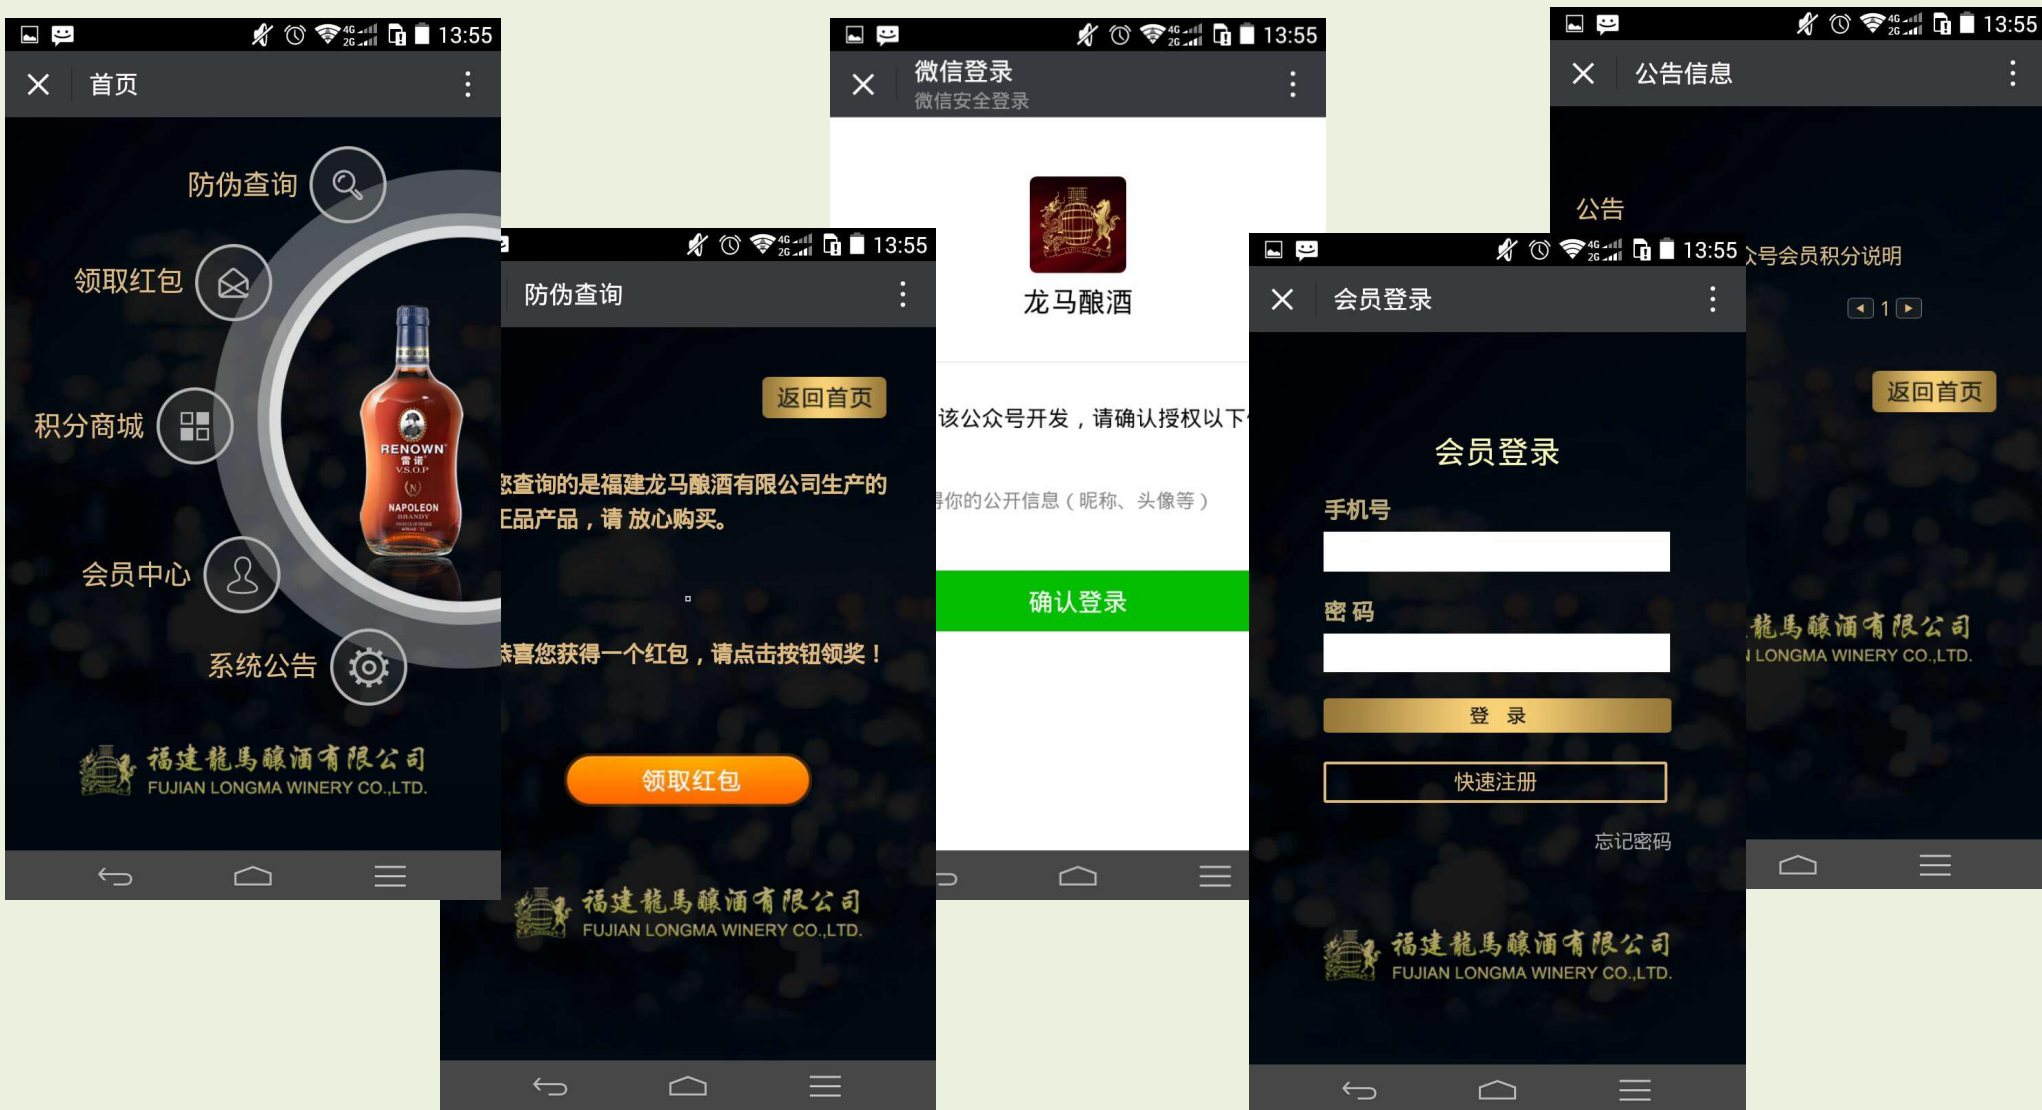 13:55
首页
防伪查询
领取红包
积分商城
会员中心
系统公告
RENOWN
雷诺
V.S.O.P
N
NAPOLEON
BRANDY
福建龍馬釀酒有限公司
FUJIAN LONGMA WINERY CO.,LTD.
13:55
防伪查询
返回首页
您查询的是福建龙马酿酒有限公司生产的
正品产品，请 放心购买。
恭喜您获得一个红包，请点击按钮领奖！
领取红包
福建龍馬釀酒有限公司
FUJIAN LONGMA WINERY CO.,LTD.
13:55
微信登录
微信安全登录
龙马酿酒
该公众号开发，请确认授权以下
得你的公开信息（昵称、头像等）
确认登录
13:55
会员登录
会员登录
手机号
密 码
登 录
快速注册
忘记密码
福建龍馬釀酒有限公司
FUJIAN LONGMA WINERY CO.,LTD.
13:55
公告信息
公告
众号会员积分说明
1
返回首页
龍馬釀酒有限公司
LONGMA WINERY CO.,LTD.